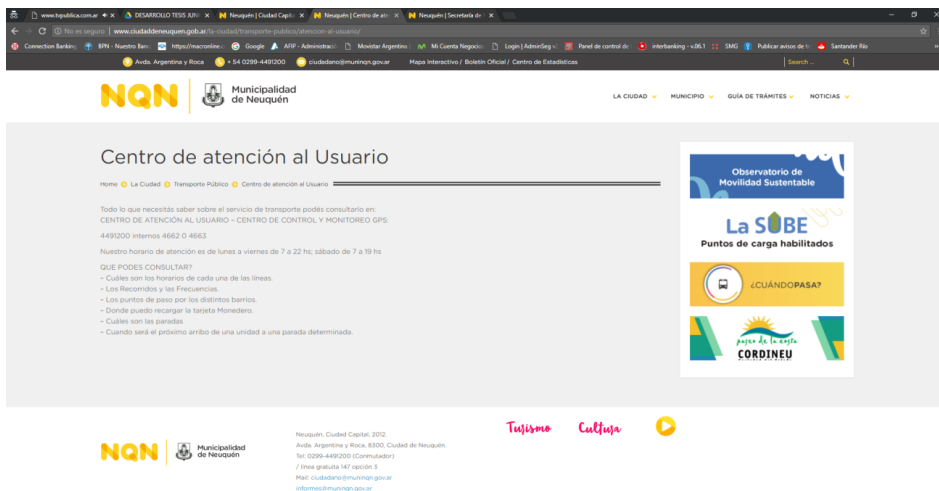 www.tvpublica.com.ar
DESARROLLO TESIS JUNI
Neuquén | Ciudad Capita
Neuquén | Centro de ate
Neuquén | Secretaría de
No es seguro | www.ciudaddeneuquen.gob.ar/la-ciudad/transporte-publico/atencion-al-usuario/
Connection Banking
BPN - Nuestro Banc
https://macronline.c
Google
AFIP - Administració
Movistar Argentina
Mi Cuenta Negocios
Login | AdminSeg v
Panel de control de
interbanking - v.06.1
SMG
Publicar avisos de tr
Santander Río
Avda. Argentina y Roca
+ 54 0299-4491200
ciudadano@muninqn.gov.ar
Mapa Interactivo / Boletín Oficial / Centro de Estadísticas
Search ...
NQN
Municipalidad
de Neuquén
LA CIUDAD
MUNICIPIO
GUÍA DE TRÁMITES
NOTICIAS
Centro de atención al Usuario
Home La Ciudad Transporte Público Centro de atención al Usuario
Todo lo que necesitás saber sobre el servicio de transporte podés consultarlo en:
CENTRO DE ATENCIÓN AL USUARIO – CENTRO DE CONTROL Y MONITOREO GPS:
4491200 internos 4662 0 4663
Nuestro horario de atención es de lunes a viernes de 7 a 22 hs; sábado de 7 a 19 hs
QUE PODES CONSULTAR?
– Cuáles son los horarios de cada una de las líneas.
– Los Recorridos y las Frecuencias.
– Los puntos de paso por los distintos barrios.
– Donde puedo recargar la tarjeta Monedero.
– Cuáles son las paradas
– Cuando será el próximo arribo de una unidad a una parada determinada.
Observatorio de
Movilidad Sustentable
La SUBE
Puntos de carga habilitados
¿CUÁNDOPASA?
paseo de la costa
CORDINEU
NQN
Municipalidad
de Neuquén
Neuquén, Ciudad Capital, 2012.
Avda. Argentina y Roca, 8300, Ciudad de Neuquén.
Tel: 0299-4491200 (Conmutador)
/ línea gratuita 147 opción 3
Mail: ciudadano@muninqn.gov.ar
informes@muninqn.gov.ar
Turismo
Cultura